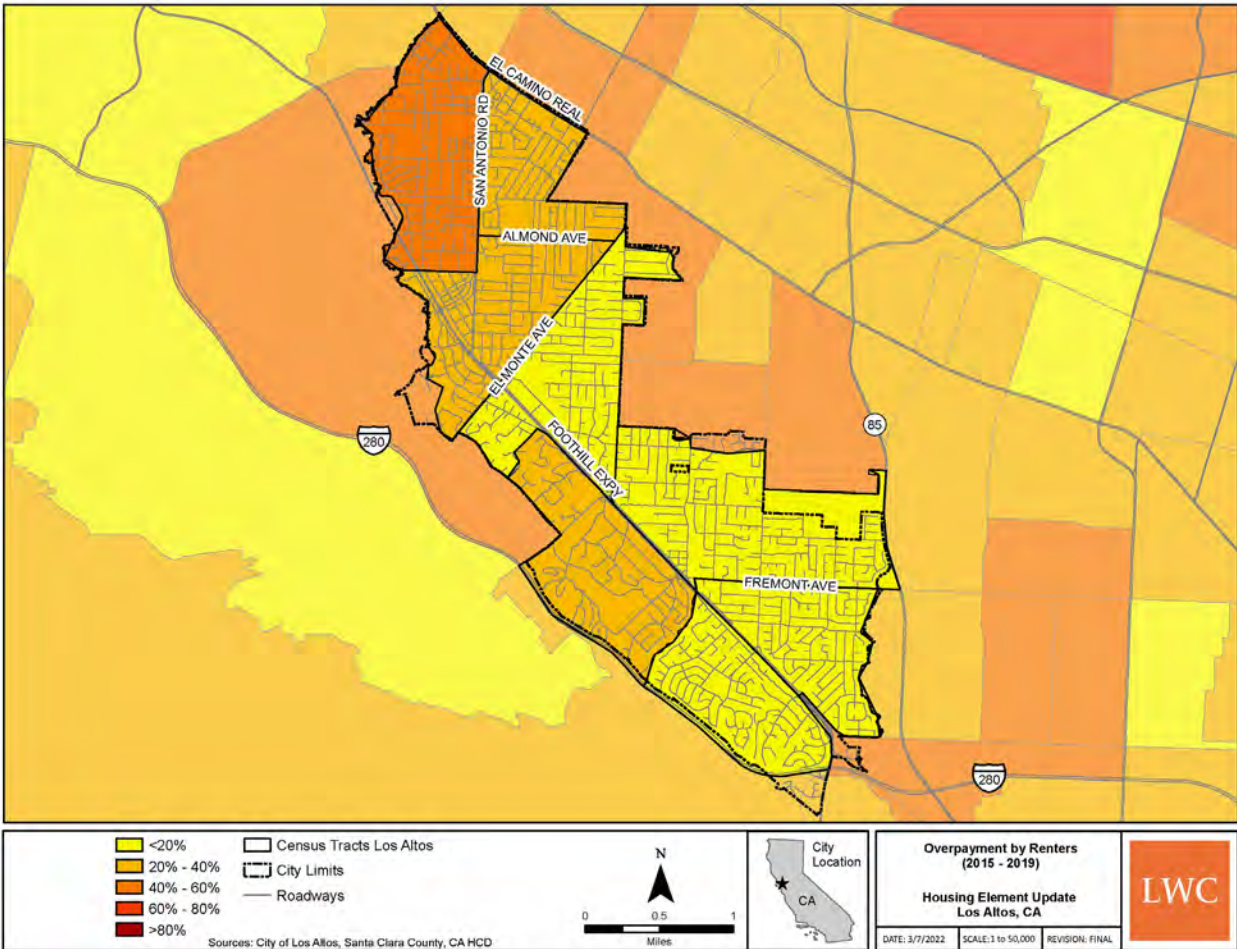 EL CAMINO REAL
SAN ANTONIO RD
ALMOND AVE
EL MONTE AVE
FOOTHILL EXPY
FREMONT AVE
85
280
280
<20%
20% - 40%
40% - 60%
60% - 80%
>80%
Census Tracts Los Altos
City Limits
Roadways
Sources: City of Los Altos, Santa Clara County, CA HCD
N
0 0.5 1
Miles
City
Location
CA
Overpayment by Renters
(2015 - 2019)
Housing Element Update
Los Altos, CA
DATE: 3/7/2022 SCALE:1 to 50,000 REVISION: FINAL
LWC